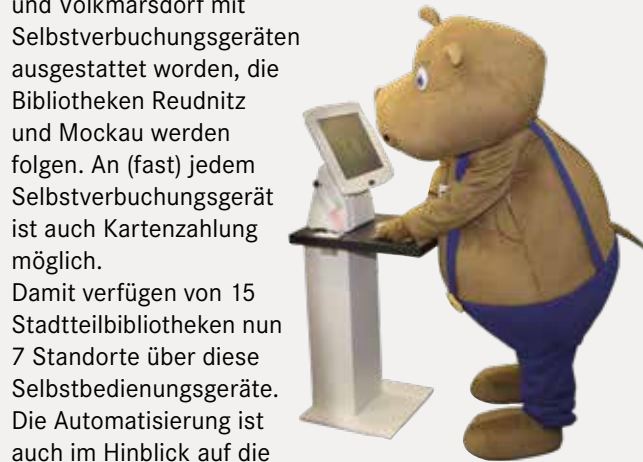 und Volkmarsdorf mit
Selbstverbuchungsgeräten
ausgestattet worden, die
Bibliotheken Reudnitz
und Mockau werden
folgen. An (fast) jedem
Selbstverbuchungsgerät
ist auch Kartenzahlung
möglich.
Damit verfügen von 15
Stadtteilbibliotheken nun
7 Standorte über diese
Selbstbedienungsgeräte.
Die Automatisierung ist
auch im Hinblick auf die